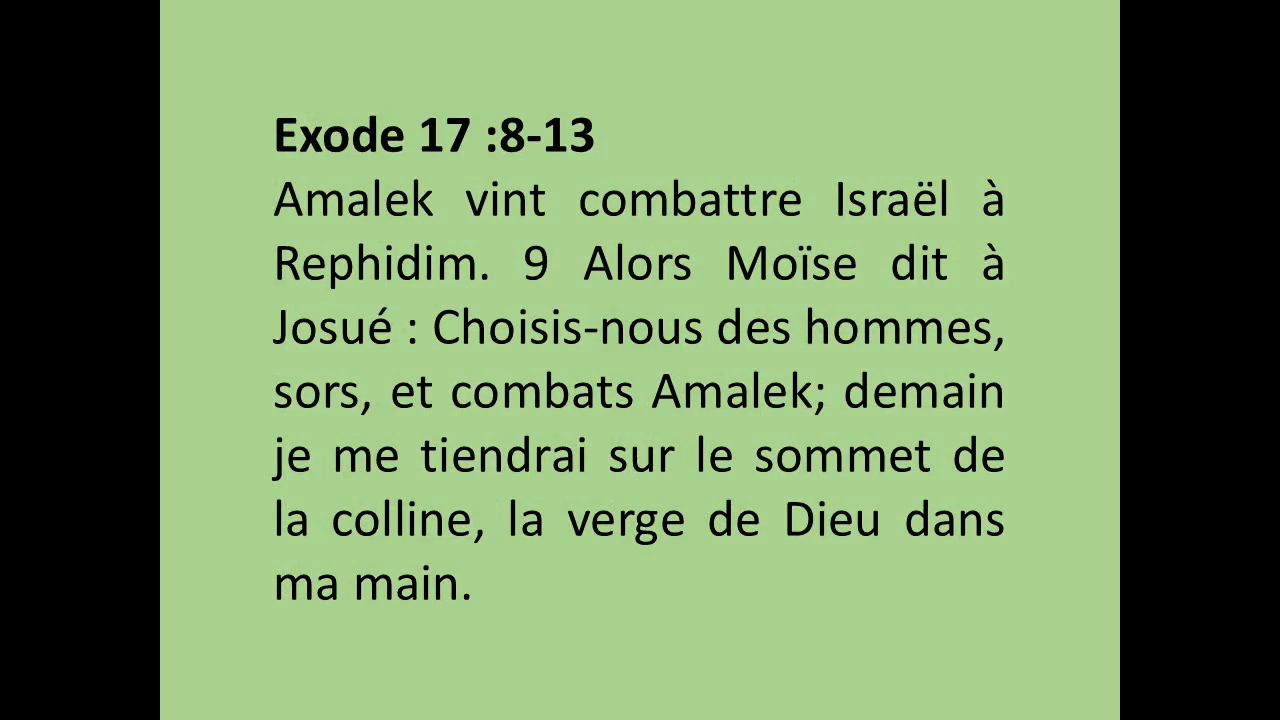 Exode 17 :8-13
Amalek vint combattre Israël à
Rephidim. 9 Alors Moïse dit à
Josué : Choisis-nous des hommes,
sors, et combats Amalek; demain
je me tiendrai sur le sommet de
la colline, la verge de Dieu dans
ma main.